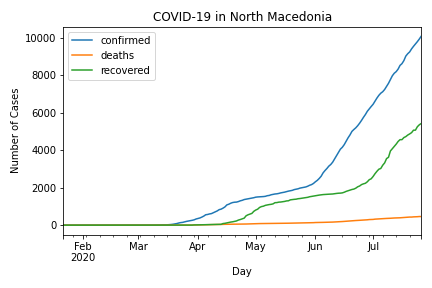 COVID-19 in North Macedonia
confirmed
deaths
recovered
Number of Cases
10000
8000
6000
4000
2000
0
Feb Mar Apr May Jun Jul
2020
Day